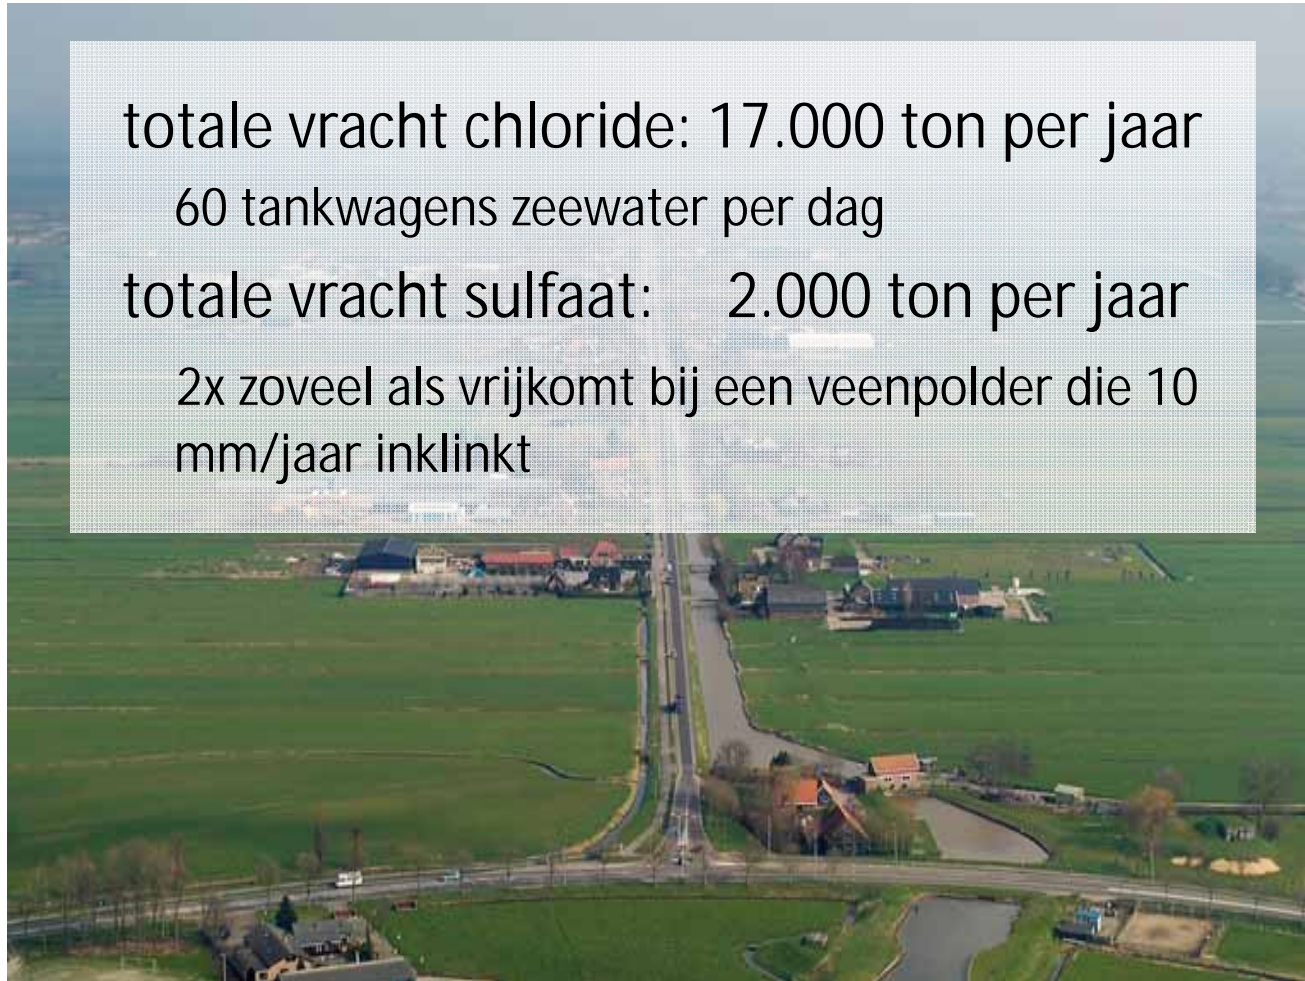 totale vracht chloride: 17.000 ton per jaar
60 tankwagens zeewater per dag
totale vracht sulfaat: 2.000 ton per jaar
2x zoveel als vrijkomt bij een veenpolder die 10
mm/jaar inklinkt